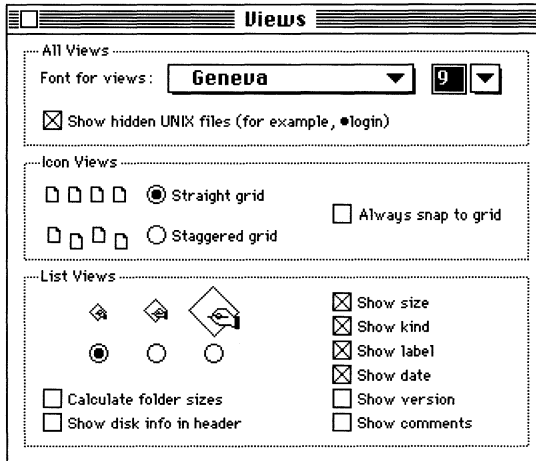 Views
All Views
Font for views: Geneva 9
Show hidden UNIX files (for example, •login)
Icon Views
Straight grid
Always snap to grid
Staggered grid
List Views
Show size
Show kind
Show label
Show date
Calculate folder sizes
Show version
Show disk info in header
Show comments